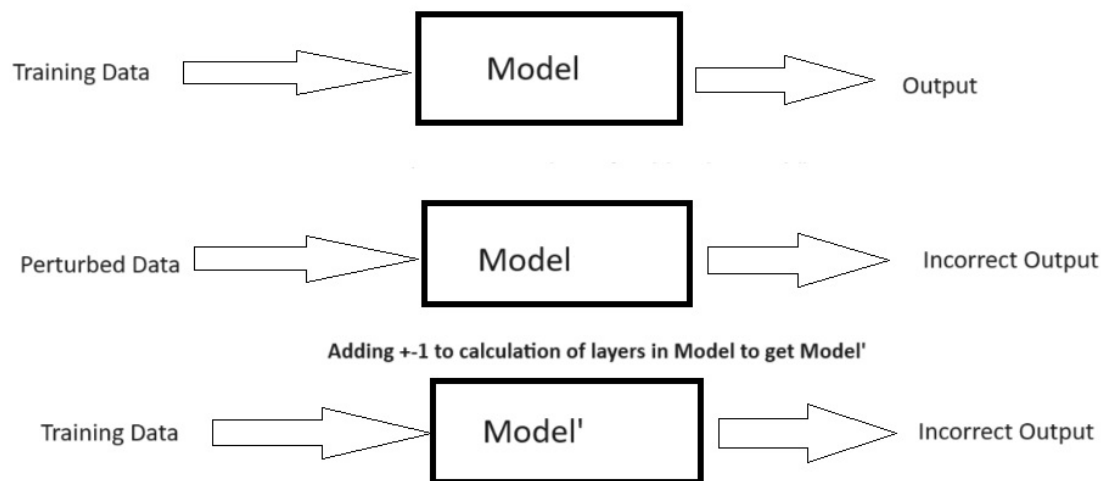 Training Data
Model
Output
Perturbed Data
Model
Incorrect Output
Adding +-1 to calculation of layers in Model to get Model'
Training Data
Model'
Incorrect Output